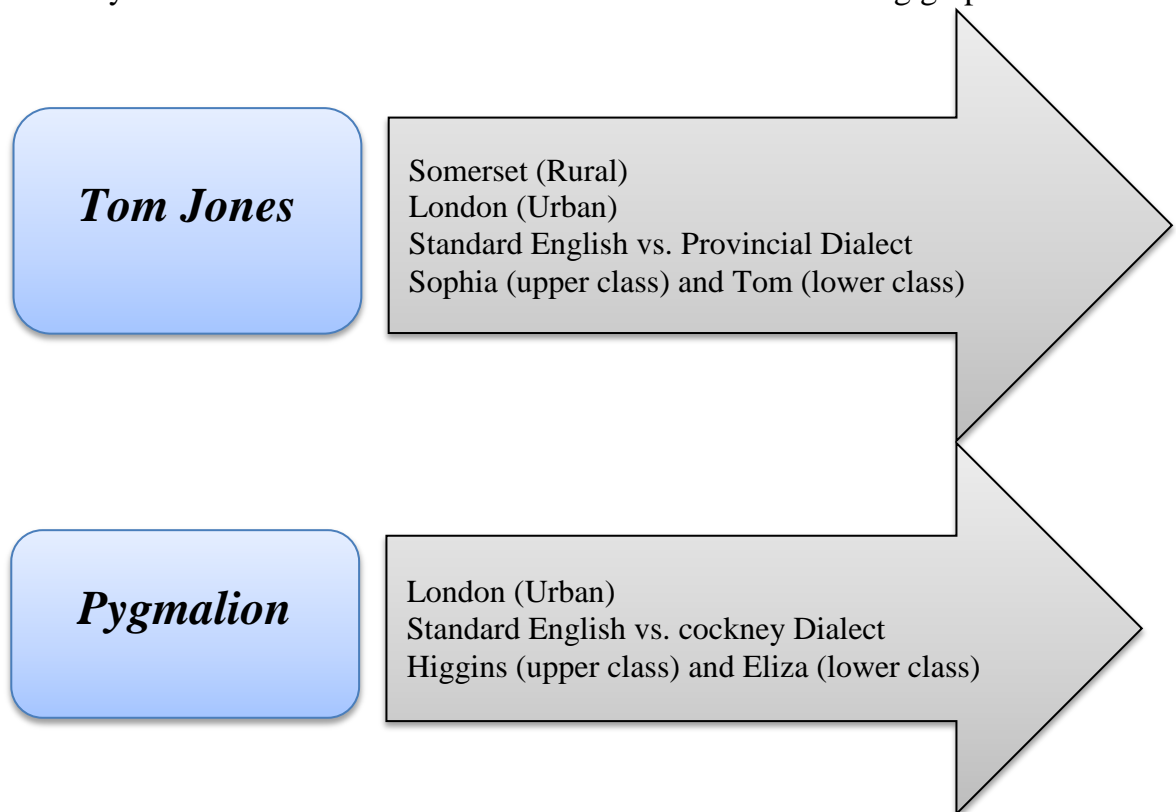 Tom Jones
Somerset (Rural)
London (Urban)
Standard English vs. Provincial Dialect
Sophia (upper class) and Tom (lower class)
Pygmalion
London (Urban)
Standard English vs. cockney Dialect
Higgins (upper class) and Eliza (lower class)